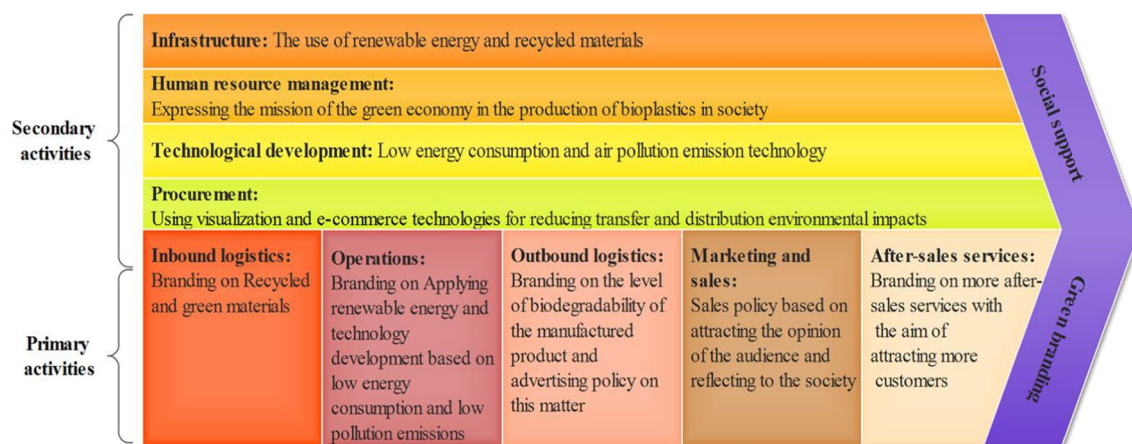 Secondary
activities
Infrastructure: The use of renewable energy and recycled materials
Human resource management:
Expressing the mission of the green economy in the production of bioplastics in society
Technological development: Low energy consumption and air pollution emission technology
Procurement:
Using visualization and e-commerce technologies for reducing transfer and distribution environmental impacts
Social support
Primary
activities
Inbound logistics:
Branding on Recycled
and green materials
Operations:
Branding on Applying
renewable energy and
technology
development based on
low energy
consumption and low
pollution emissions
Outbound logistics:
Branding on the level
of biodegradability of
the manufactured
product and
advertising policy on
this matter
Marketing and
sales:
Sales policy based on
attracting the opinion
of the audience and
reflecting to the society
After-sales services:
Branding on more after-
sales services with
the aim of
attracting more
customers
Green branding